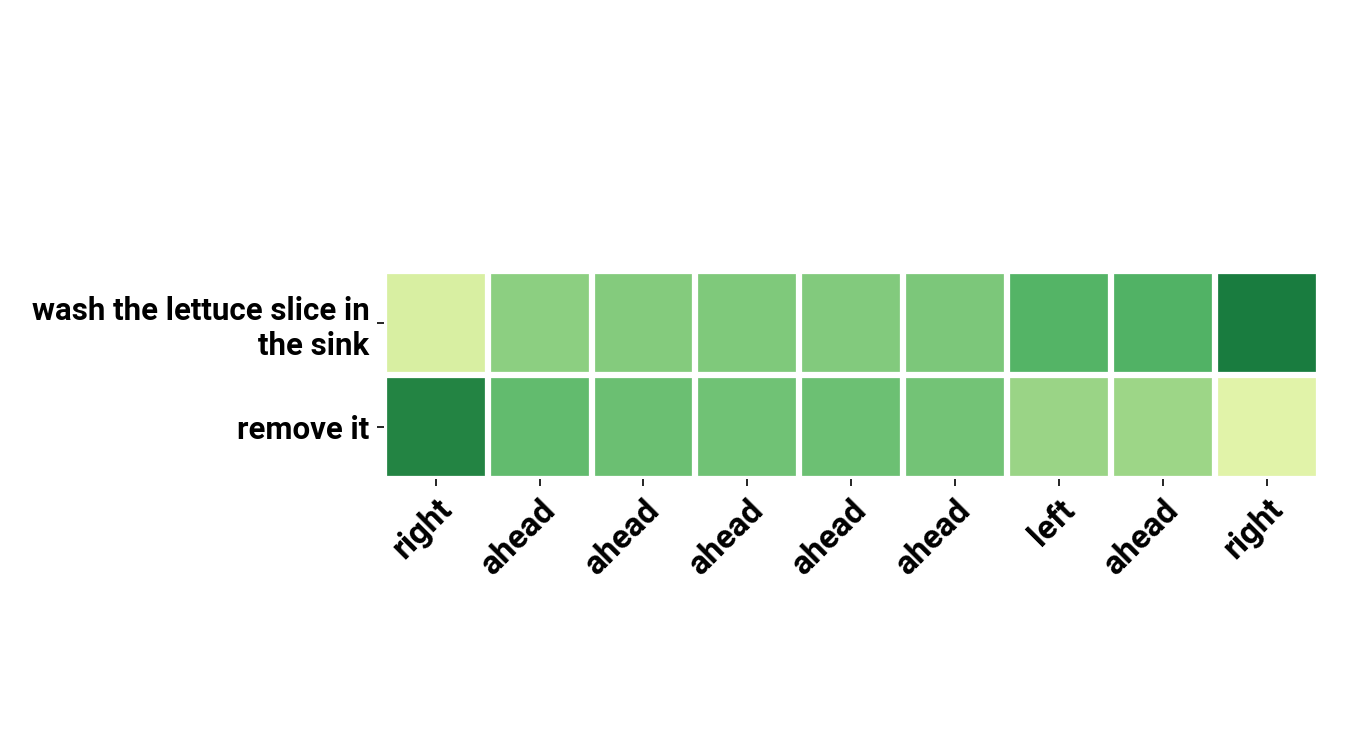 wash the lettuce slice in
the sink
remove it
right
ahead
ahead
ahead
ahead
ahead
left
ahead
right